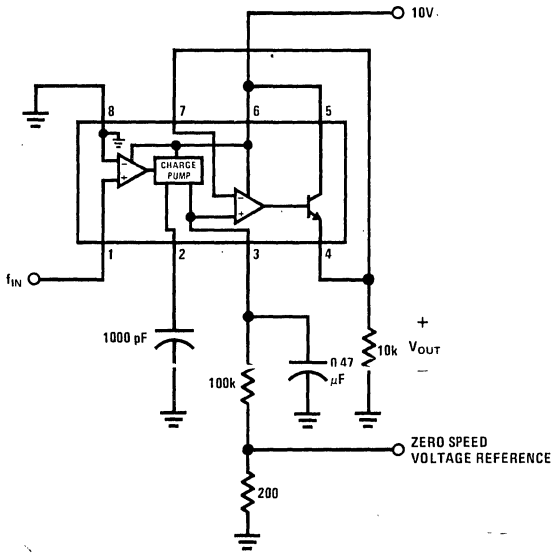 10V
8 7 6 5
CHARGE
PUMP
−
+
−
+
1 2 3 4
fIN
1000 pF
100k
0.47
μF
10k
+
VOUT
−
ZERO SPEED
VOLTAGE REFERENCE
200